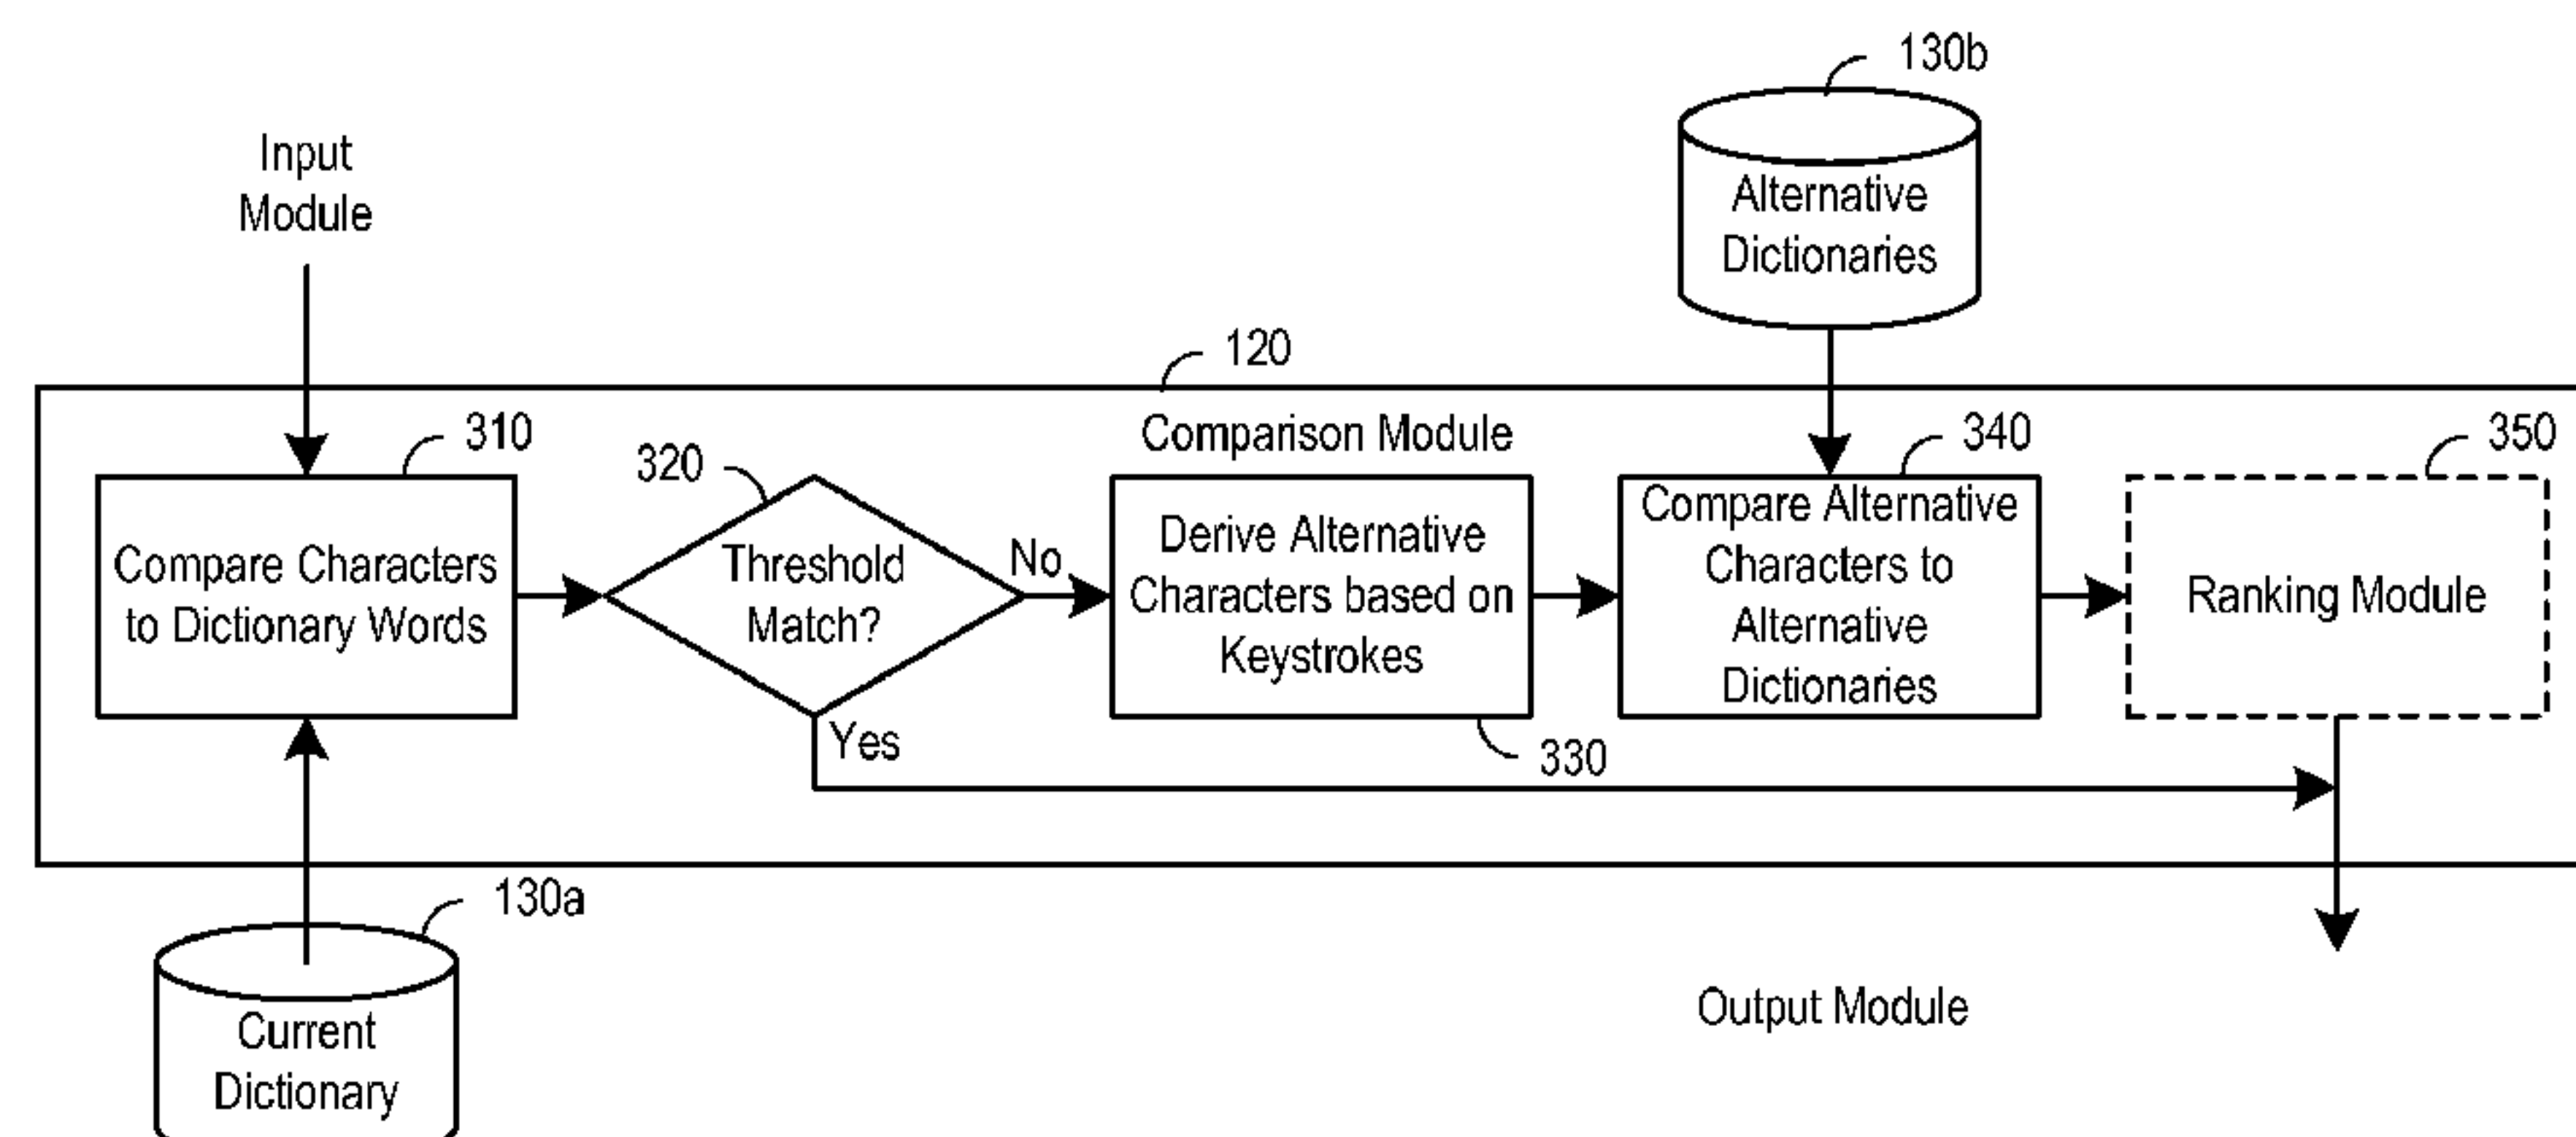 130b
Input
Module
Alternative
Dictionaries
120
Comparison Module
310
320
340
350
Compare Characters
to Dictionary Words
Threshold
Match?
No
Yes
Derive Alternative
Characters based on
Keystrokes
330
Compare Alternative
Characters to
Alternative
Dictionaries
Ranking Module
130a
Current
Dictionary
Output Module